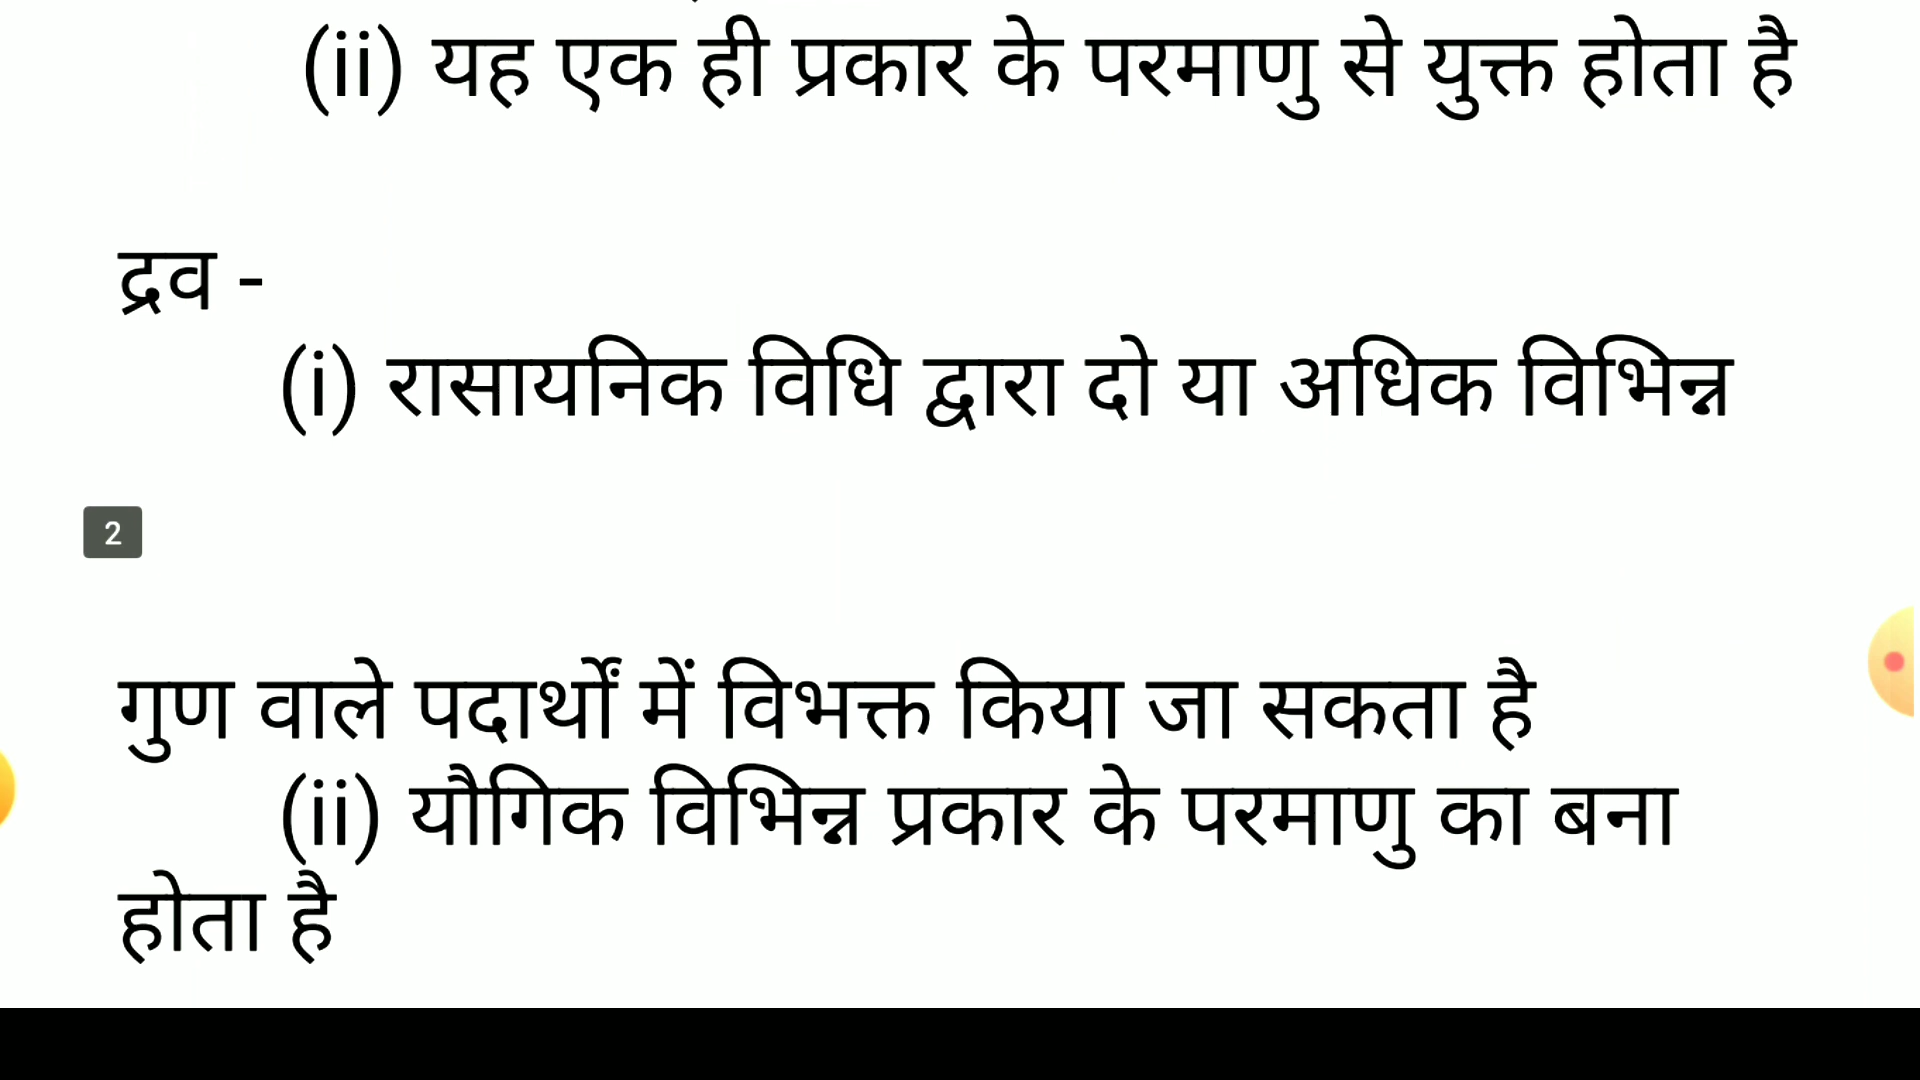 (ii) यह एक ही प्रकार के परमाणु से युक्त होता है
द्रव -
(i) रासायनिक विधि द्वारा दो या अधिक विभिन्न
2
गुण वाले पदार्थों में विभक्त किया जा सकता है
(ii) यौगिक विभिन्न प्रकार के परमाणु का बना
होता है